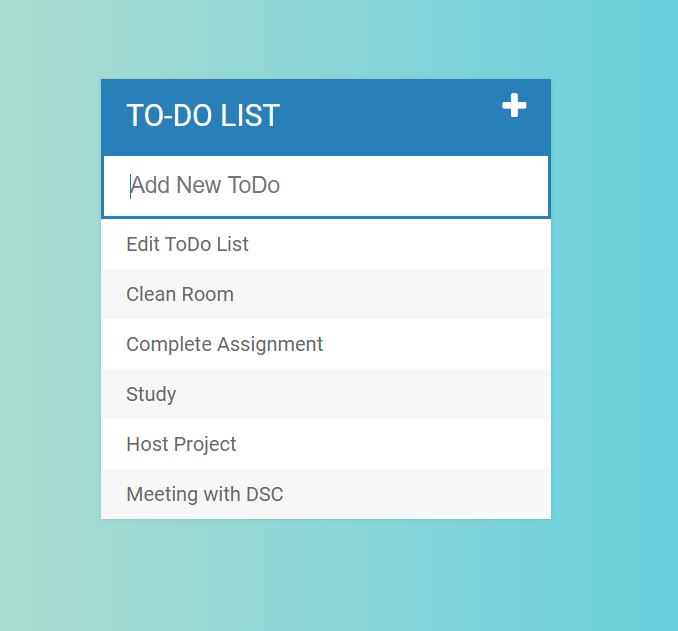 TO-DO LIST
Add New ToDo
Edit ToDo List
Clean Room
Complete Assignment
Study
Host Project
Meeting with DSC